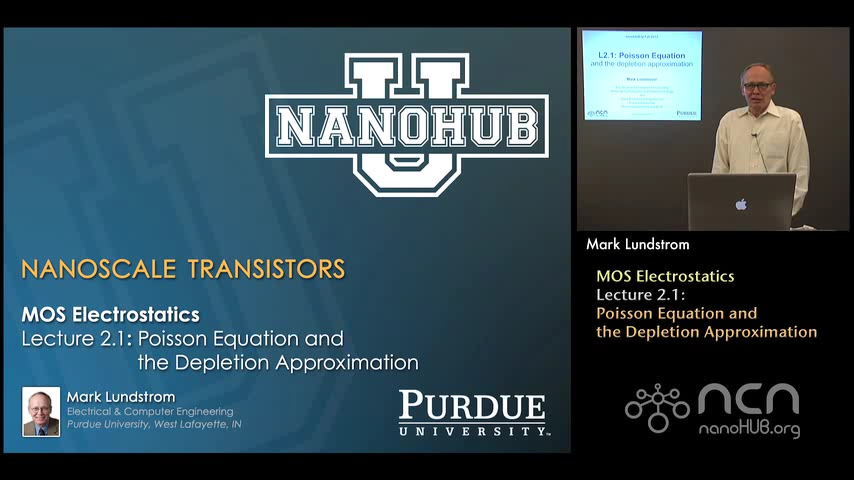 NANOHUB
U
NANOSCALE TRANSISTORS
MOS Electrostatics
Lecture 2.1: Poisson Equation and
the Depletion Approximation
Mark Lundstrom
Electrical & Computer Engineering
Purdue University, West Lafayette, IN
PURDUE
UNIVERSITY
L2.1: Poisson Equation
and the depletion approximation
Mark Lundstrom
ncn
PURDUE
Mark Lundstrom
MOS Electrostatics
Lecture 2.1:
Poisson Equation and
the Depletion Approximation
ncn
nanoHUB.org